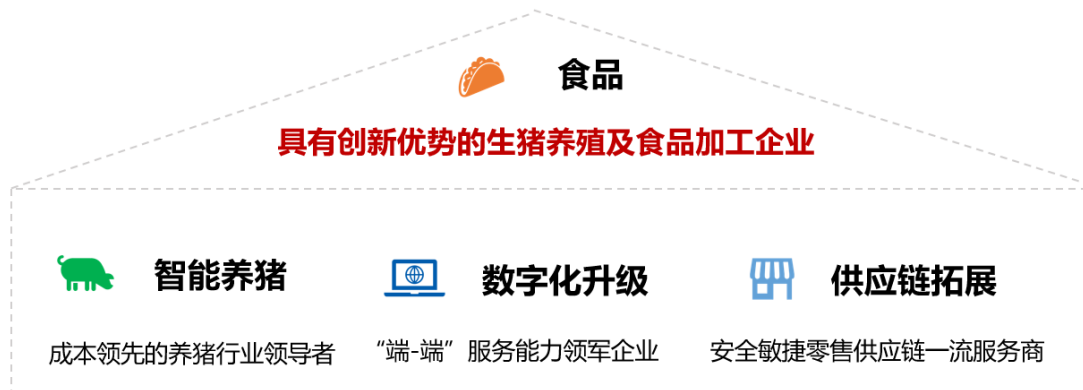 食品
具有创新优势的生猪养殖及食品加工企业
智能养猪
数字化升级
供应链拓展
成本领先的养猪行业领导者
“端-端”服务能力领军企业
安全敏捷零售供应链一流服务商